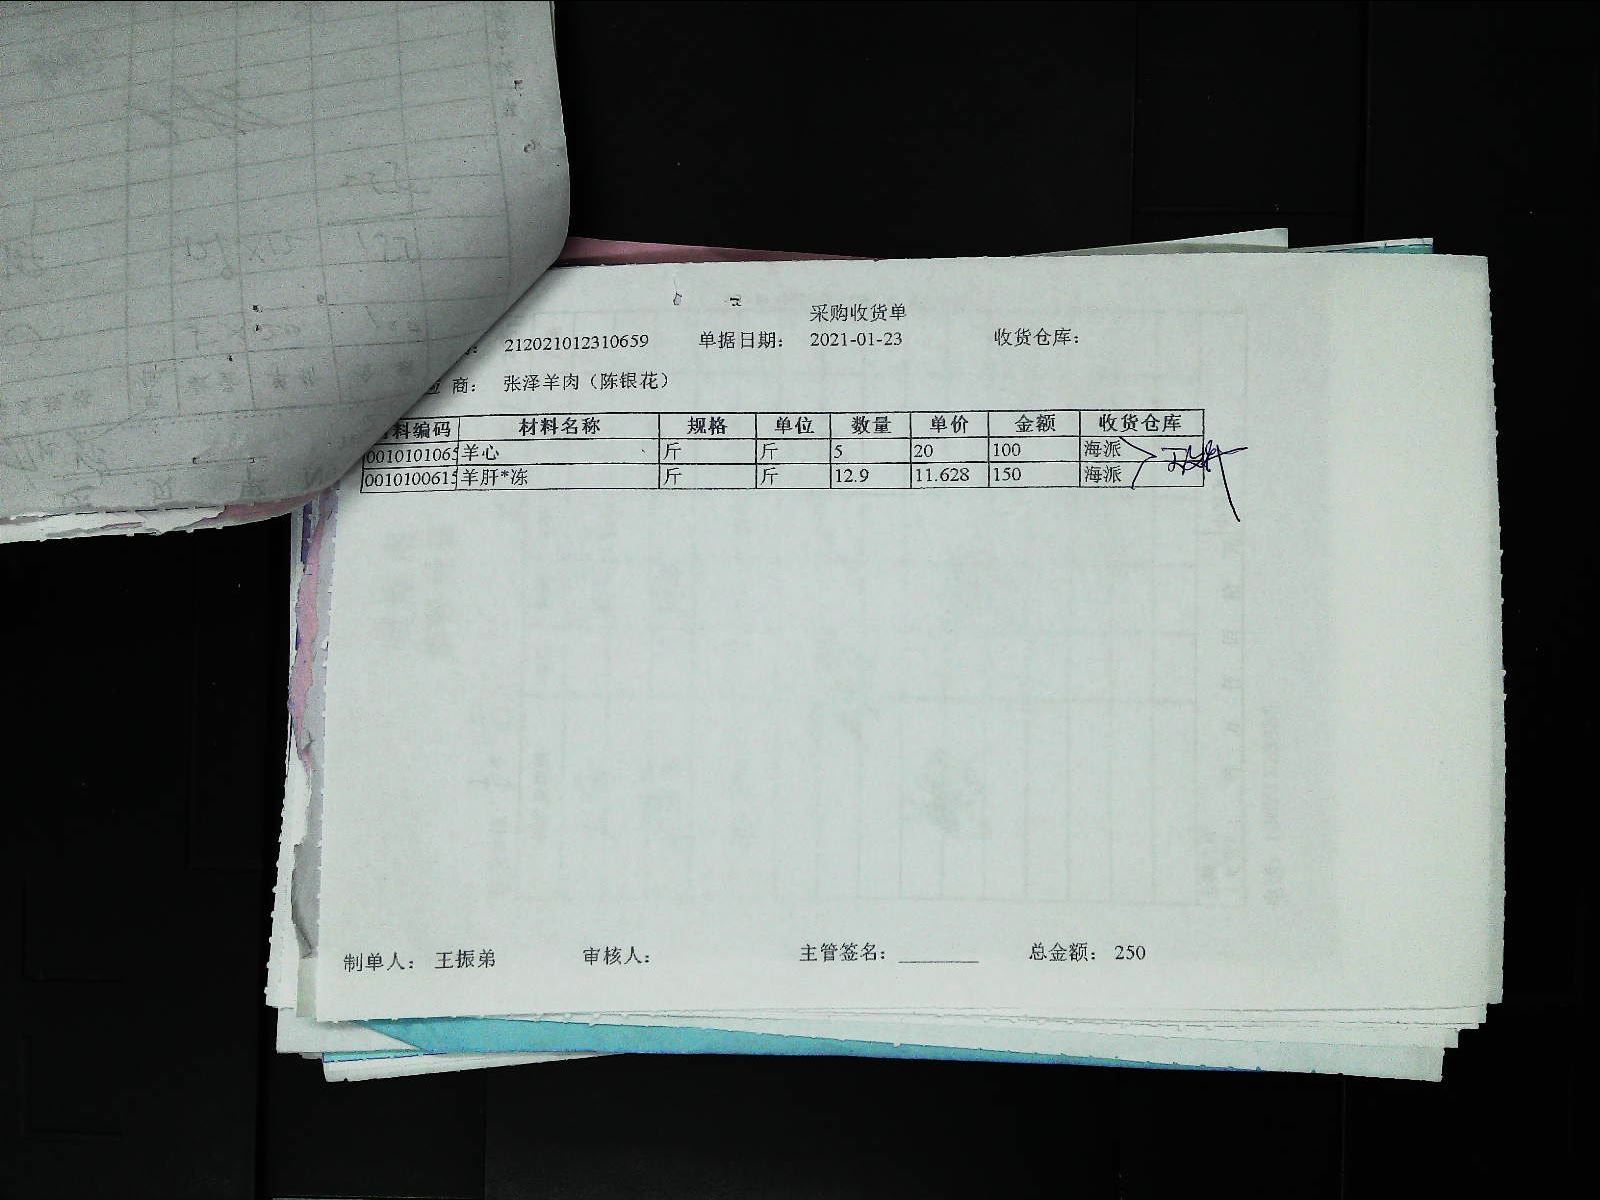 采购收货单
212021012310659 单据日期： 2021-01-23 收货仓库：
商： 张泽羊肉（陈银花）
料编码 材料名称 规格 单位 数量 单价 金额 收货仓库
0010101065 羊心 斤 斤 5 20 100 海派
0010100615 羊肝*冻 斤 斤 12.9 11.628 150 海派
制单人： 王振弟 审核人： 主管签名： 总金额： 250